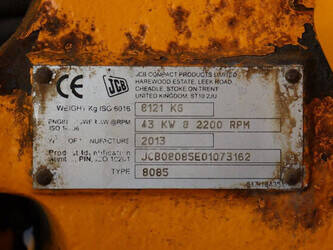 CE
JCB
JCB COMPACT PRODUCTS LIMITED
HAREWOOD ESTATE, LEEK ROAD,
CHEADLE, STOKE ON TRENT
UNITED KINGDOM, ST10 2JU
WEIGHT Kg ISO 6016 8121 KG
43 KW @ 2200 RPM
2013
JCB08085E01073162
TYPE 8085